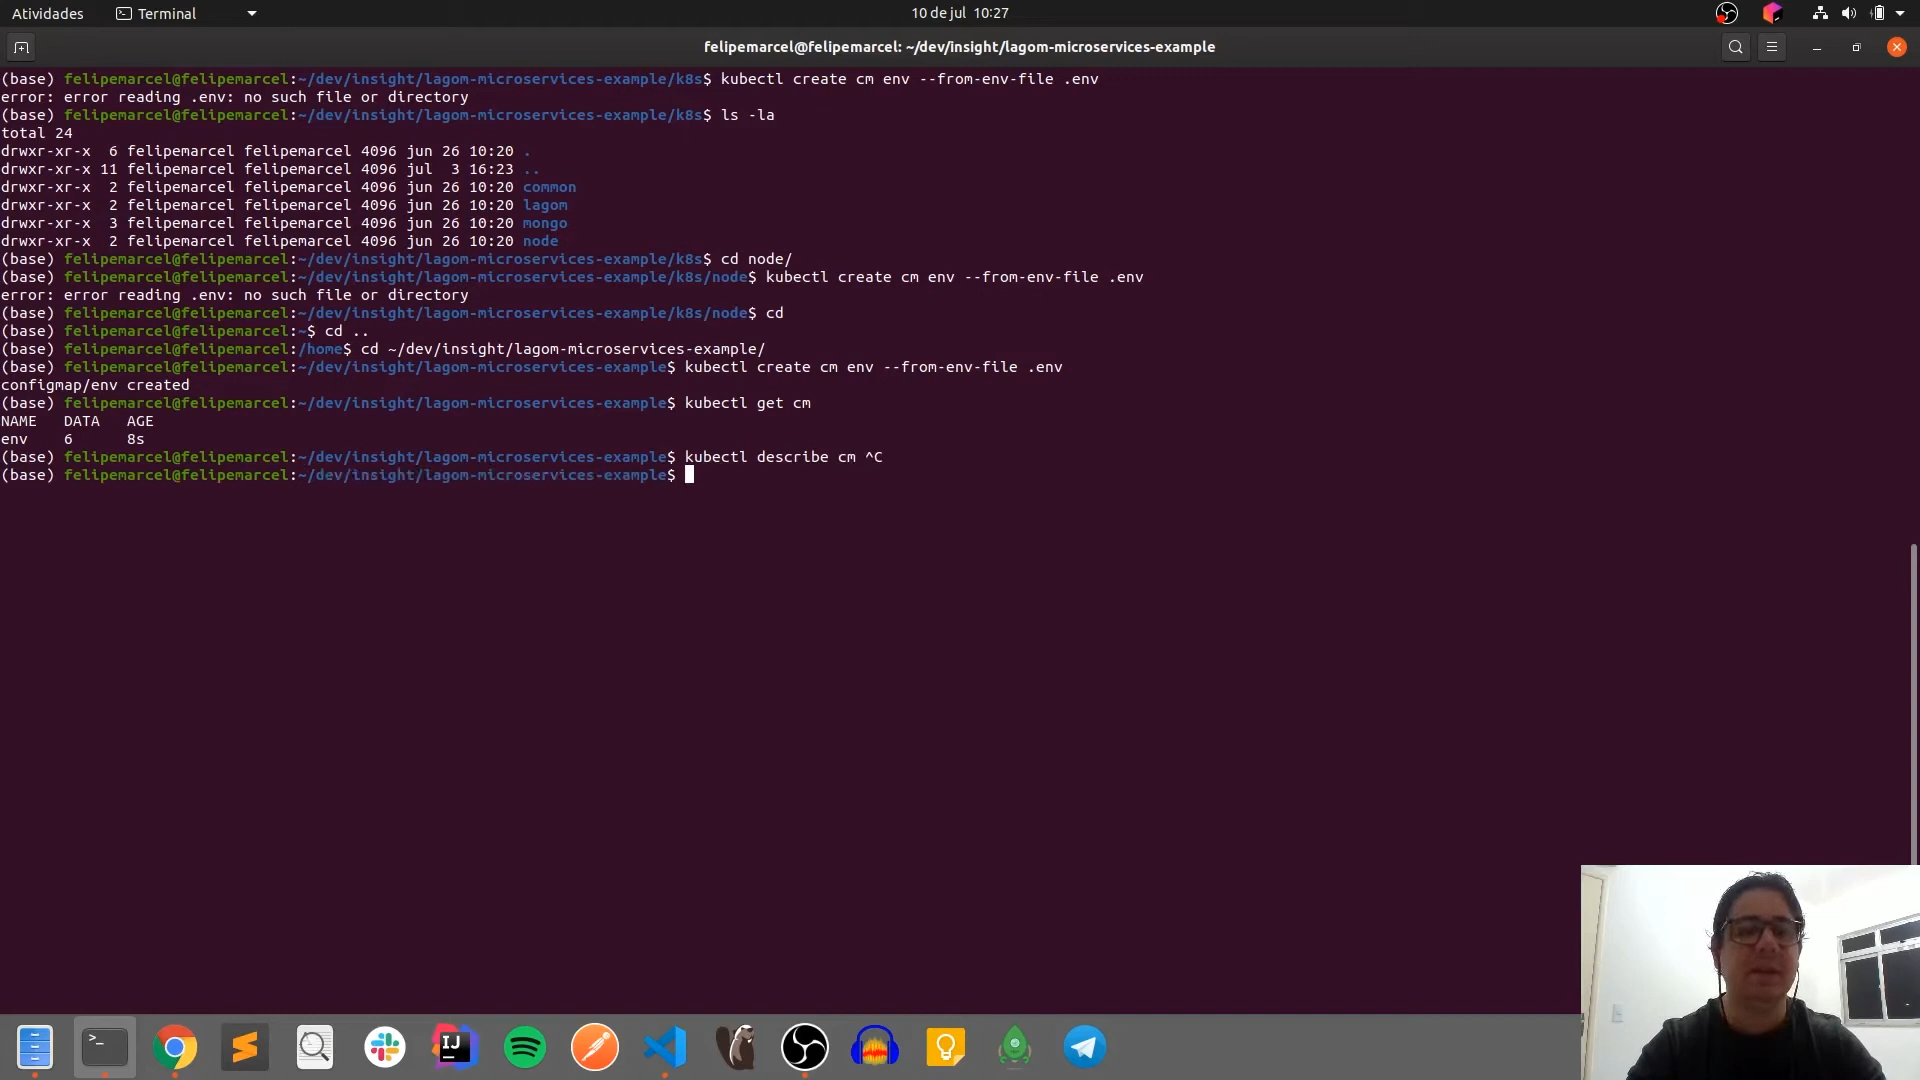 Atividades
Terminal
10 de jul 10:27
felipemarcel@felipemarcel: ~/dev/insight/lagom-microservices-example
(base) felipemarcel@felipemarcel:~/dev/insight/lagom-microservices-example/k8s$ kubectl create cm env --from-env-file .env
error: error reading .env: no such file or directory
(base) felipemarcel@felipemarcel:~/dev/insight/lagom-microservices-example/k8s$ ls -la
total 24
drwxr-xr-x  6 felipemarcel felipemarcel 4096 jun 26 10:20 .
drwxr-xr-x 11 felipemarcel felipemarcel 4096 jul  3 16:23 ..
drwxr-xr-x  2 felipemarcel felipemarcel 4096 jun 26 10:20 common
drwxr-xr-x  2 felipemarcel felipemarcel 4096 jun 26 10:20 lagom
drwxr-xr-x  3 felipemarcel felipemarcel 4096 jun 26 10:20 mongo
drwxr-xr-x  2 felipemarcel felipemarcel 4096 jun 26 10:20 node
(base) felipemarcel@felipemarcel:~/dev/insight/lagom-microservices-example/k8s$ cd node/
(base) felipemarcel@felipemarcel:~/dev/insight/lagom-microservices-example/k8s/node$ kubectl create cm env --from-env-file .env
error: error reading .env: no such file or directory
(base) felipemarcel@felipemarcel:~/dev/insight/lagom-microservices-example/k8s/node$ cd
(base) felipemarcel@felipemarcel:~$ cd ..
(base) felipemarcel@felipemarcel:/home$ cd ~/dev/insight/lagom-microservices-example/
(base) felipemarcel@felipemarcel:~/dev/insight/lagom-microservices-example$ kubectl create cm env --from-env-file .env
configmap/env created
(base) felipemarcel@felipemarcel:~/dev/insight/lagom-microservices-example$ kubectl get cm
NAME   DATA   AGE
env    6      8s
(base) felipemarcel@felipemarcel:~/dev/insight/lagom-microservices-example$ kubectl describe cm ^C
(base) felipemarcel@felipemarcel:~/dev/insight/lagom-microservices-example$
>_
IJ